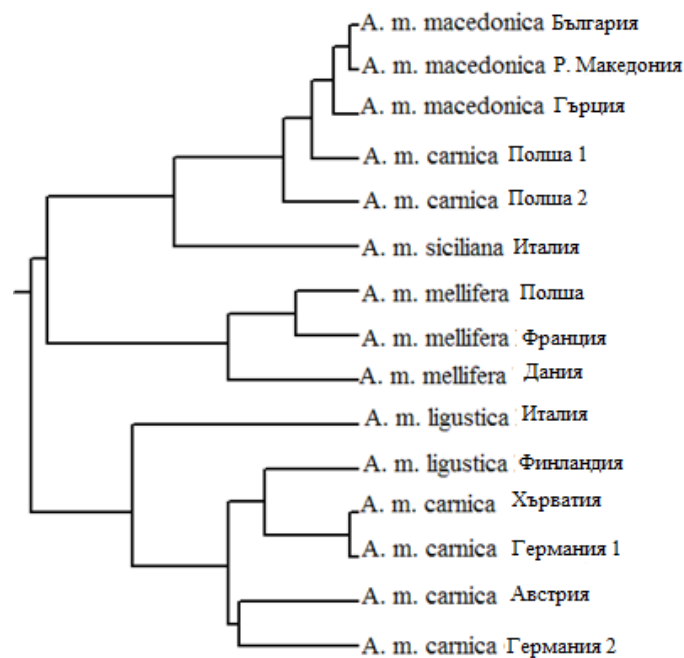 A. m. macedonica България
A. m. macedonica Р. Македония
A. m. macedonica Гърция
A. m. carnica Полша 1
A. m. carnica Полша 2
A. m. siciliana Италия
A. m. mellifera Полша
A. m. mellifera Франция
A. m. mellifera Дания
A. m. ligustica Италия
A. m. ligustica Финландия
A. m. carnica Хърватия
A. m. carnica Германия 1
A. m. carnica Австрия
A. m. carnica Германия 2